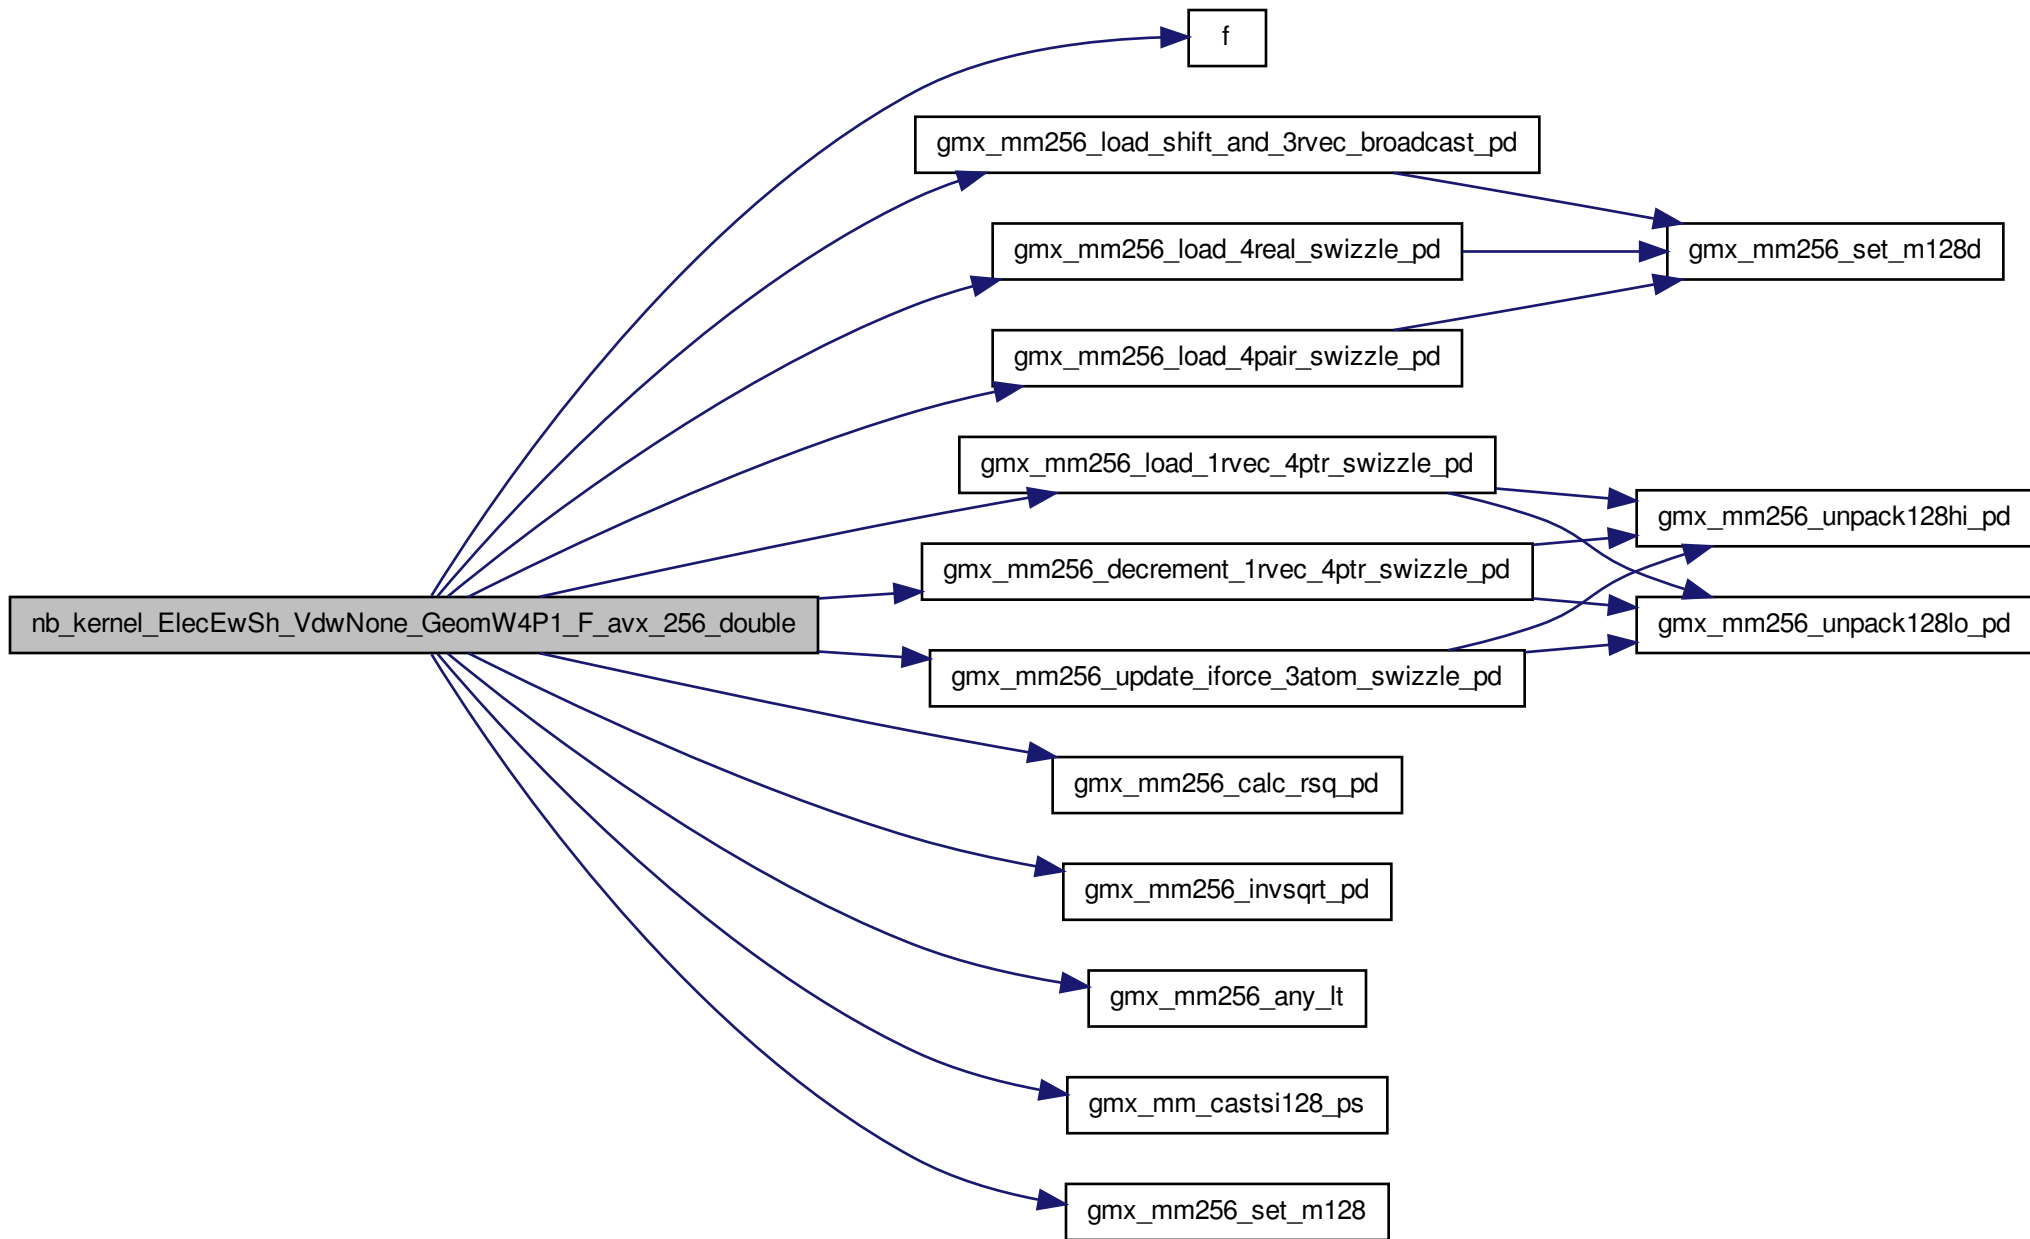 f
gmx_mm256_load_shift_and_3rvec_broadcast_pd
gmx_mm256_load_4real_swizzle_pd
gmx_mm256_set_m128d
gmx_mm256_load_4pair_swizzle_pd
gmx_mm256_load_1rvec_4ptr_swizzle_pd
gmx_mm256_unpack128hi_pd
gmx_mm256_decrement_1rvec_4ptr_swizzle_pd
nb_kernel_ElecEwSh_VdwNone_GeomW4P1_F_avx_256_double
gmx_mm256_unpack128lo_pd
gmx_mm256_update_iforce_3atom_swizzle_pd
gmx_mm256_calc_rsq_pd
gmx_mm256_invsqrt_pd
gmx_mm256_any_lt
gmx_mm_castsi128_ps
gmx_mm256_set_m128